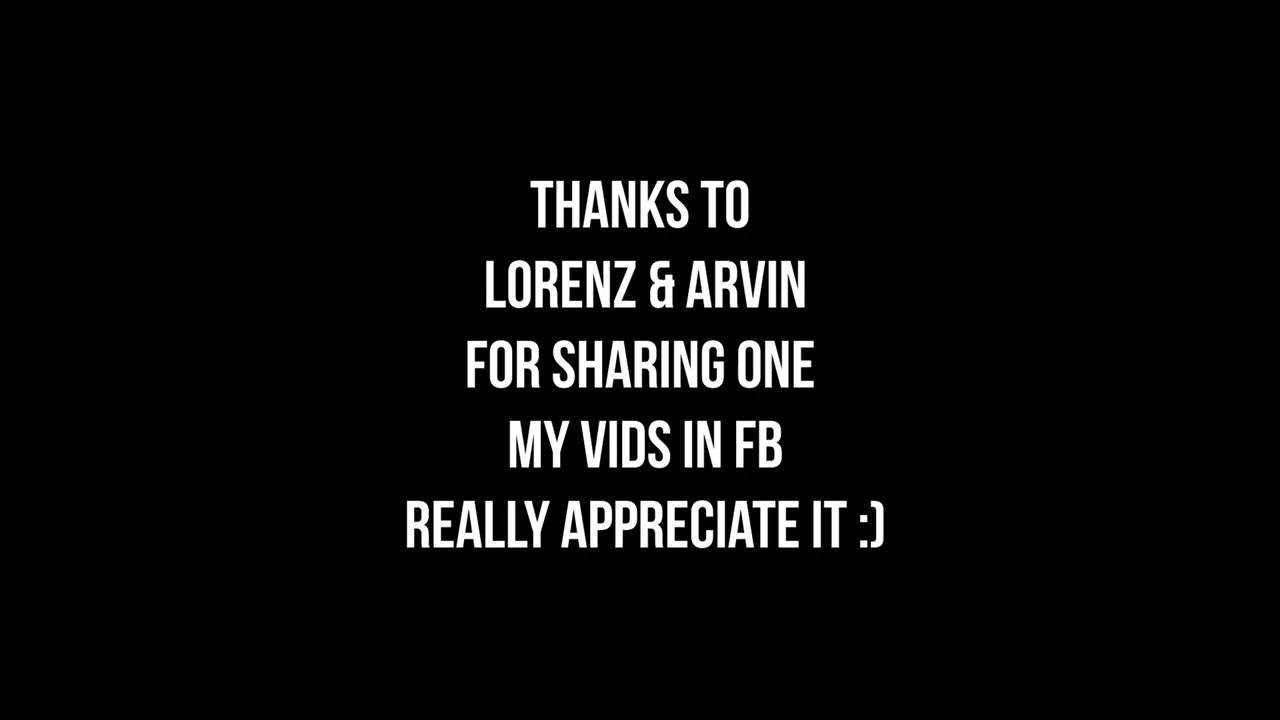 THANKS TO
LORENZ & ARVIN
FOR SHARING ONE
MY VIDS IN FB
REALLY APPRECIATE IT :)